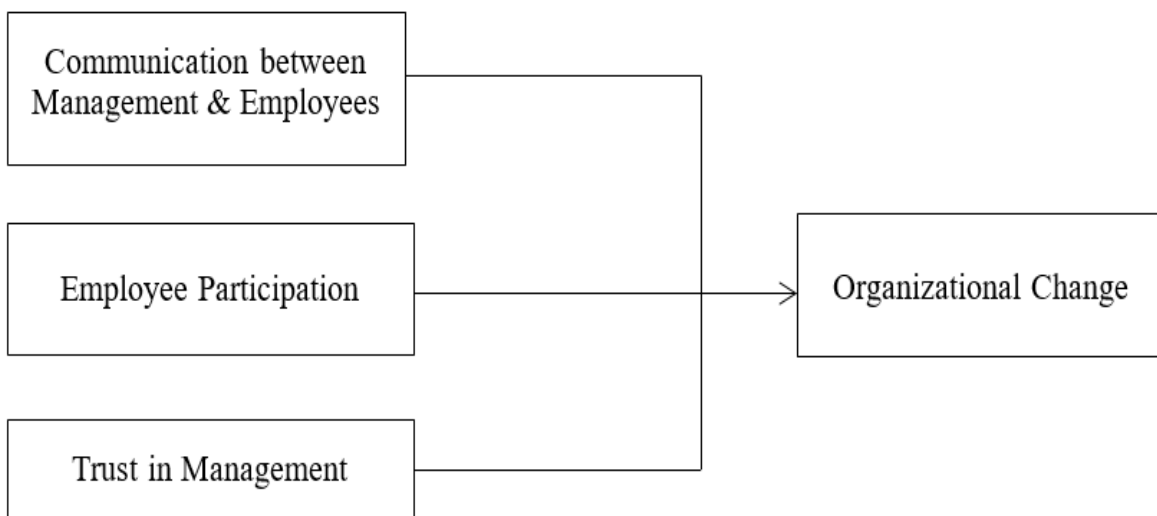 Communication between
Management & Employees
Employee Participation
Organizational Change
Trust in Management